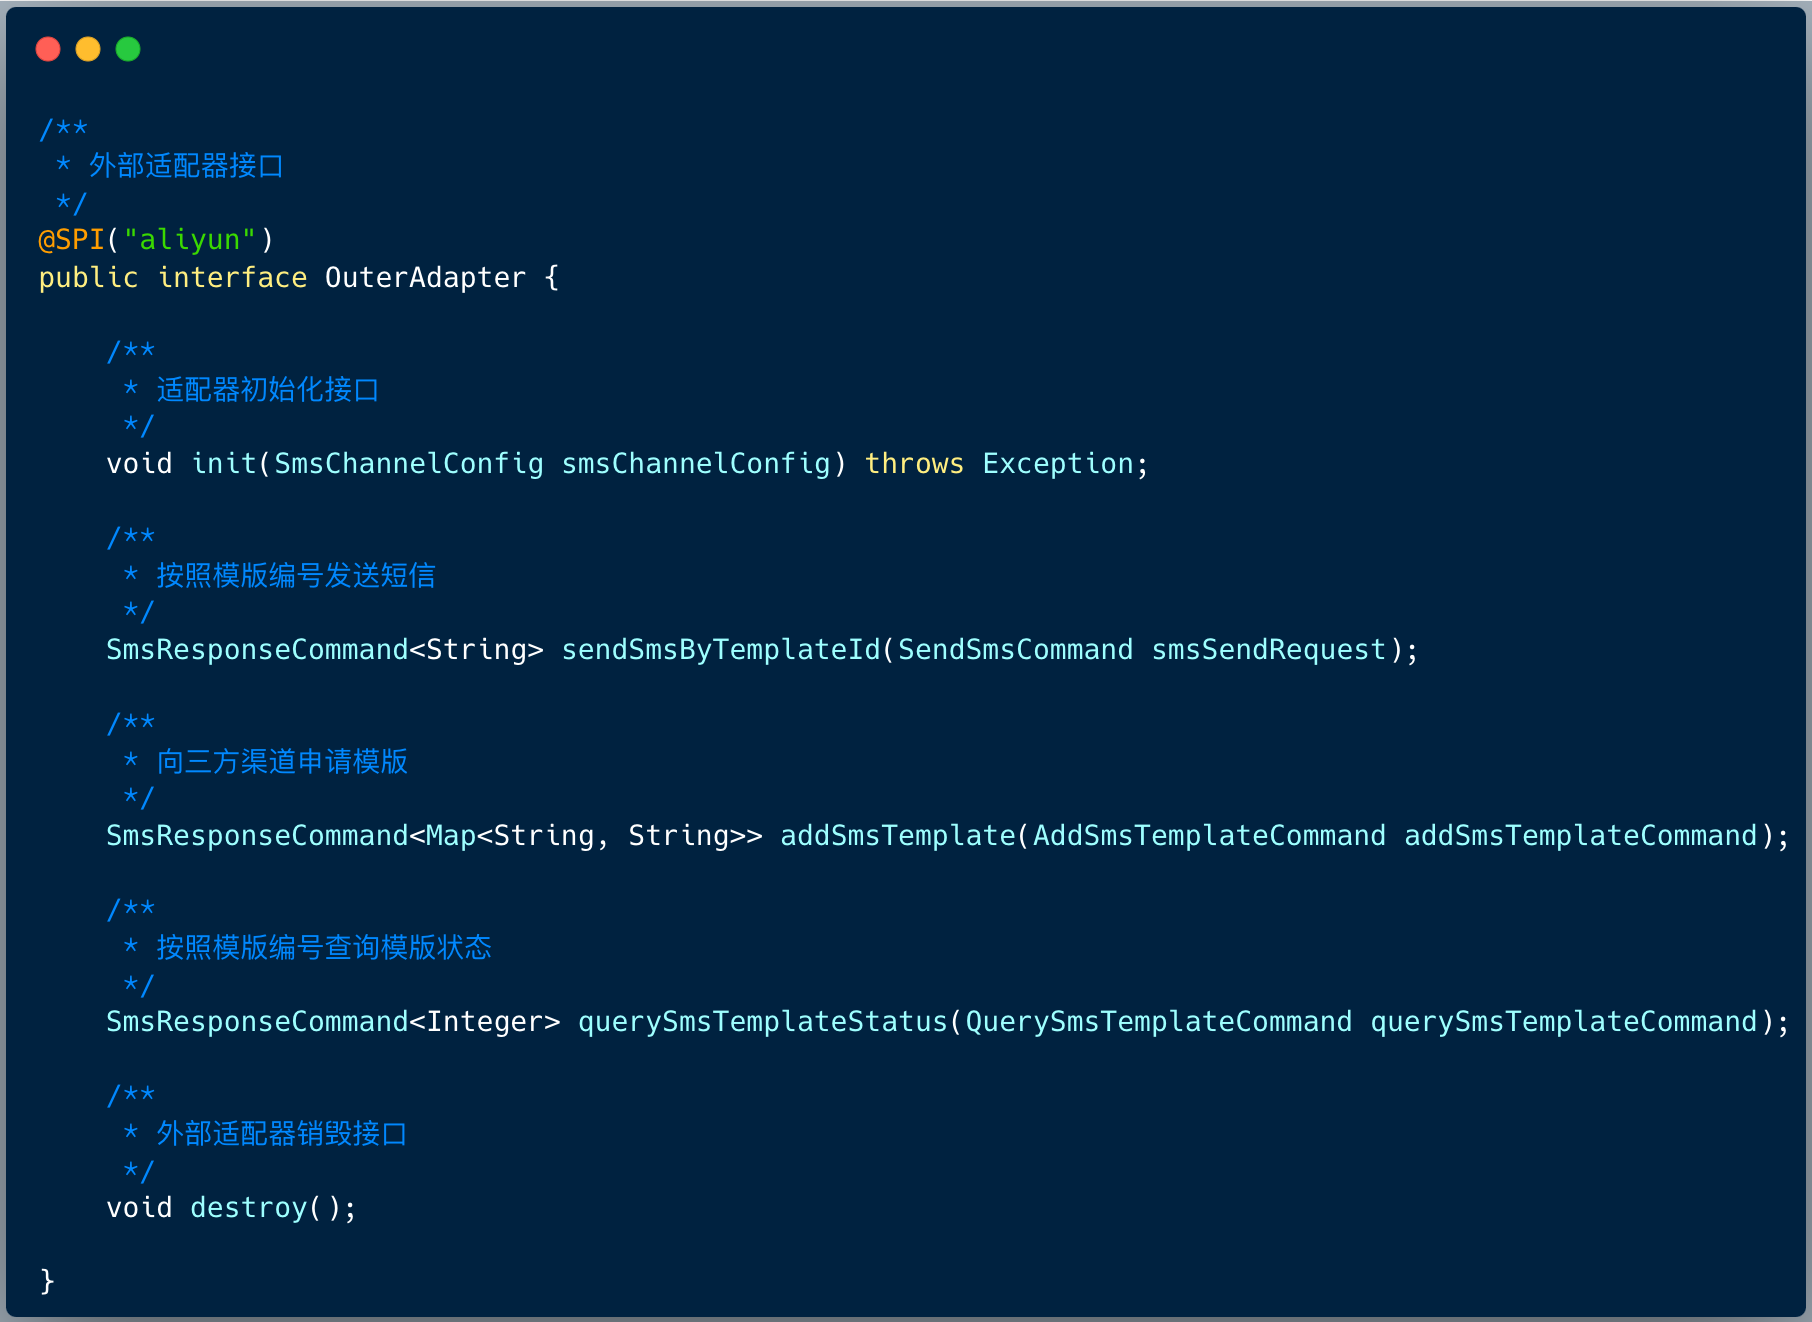 /**
 * 外部适配器接口
 */
@SPI("aliyun")
public interface OuterAdapter {
    /**
     * 适配器初始化接口
     */
    void init(SmsChannelConfig smsChannelConfig) throws Exception;
    /**
     * 按照模版编号发送短信
     */
    SmsResponseCommand<String> sendSmsByTemplateId(SendSmsCommand smsSendRequest);
    /**
     * 向三方渠道申请模版
     */
    SmsResponseCommand<Map<String, String>> addSmsTemplate(AddSmsTemplateCommand addSmsTemplateCommand);
    /**
     * 按照模版编号查询模版状态
     */
    SmsResponseCommand<Integer> querySmsTemplateStatus(QuerySmsTemplateCommand querySmsTemplateCommand);
    /**
     * 外部适配器销毁接口
     */
    void destroy();
}